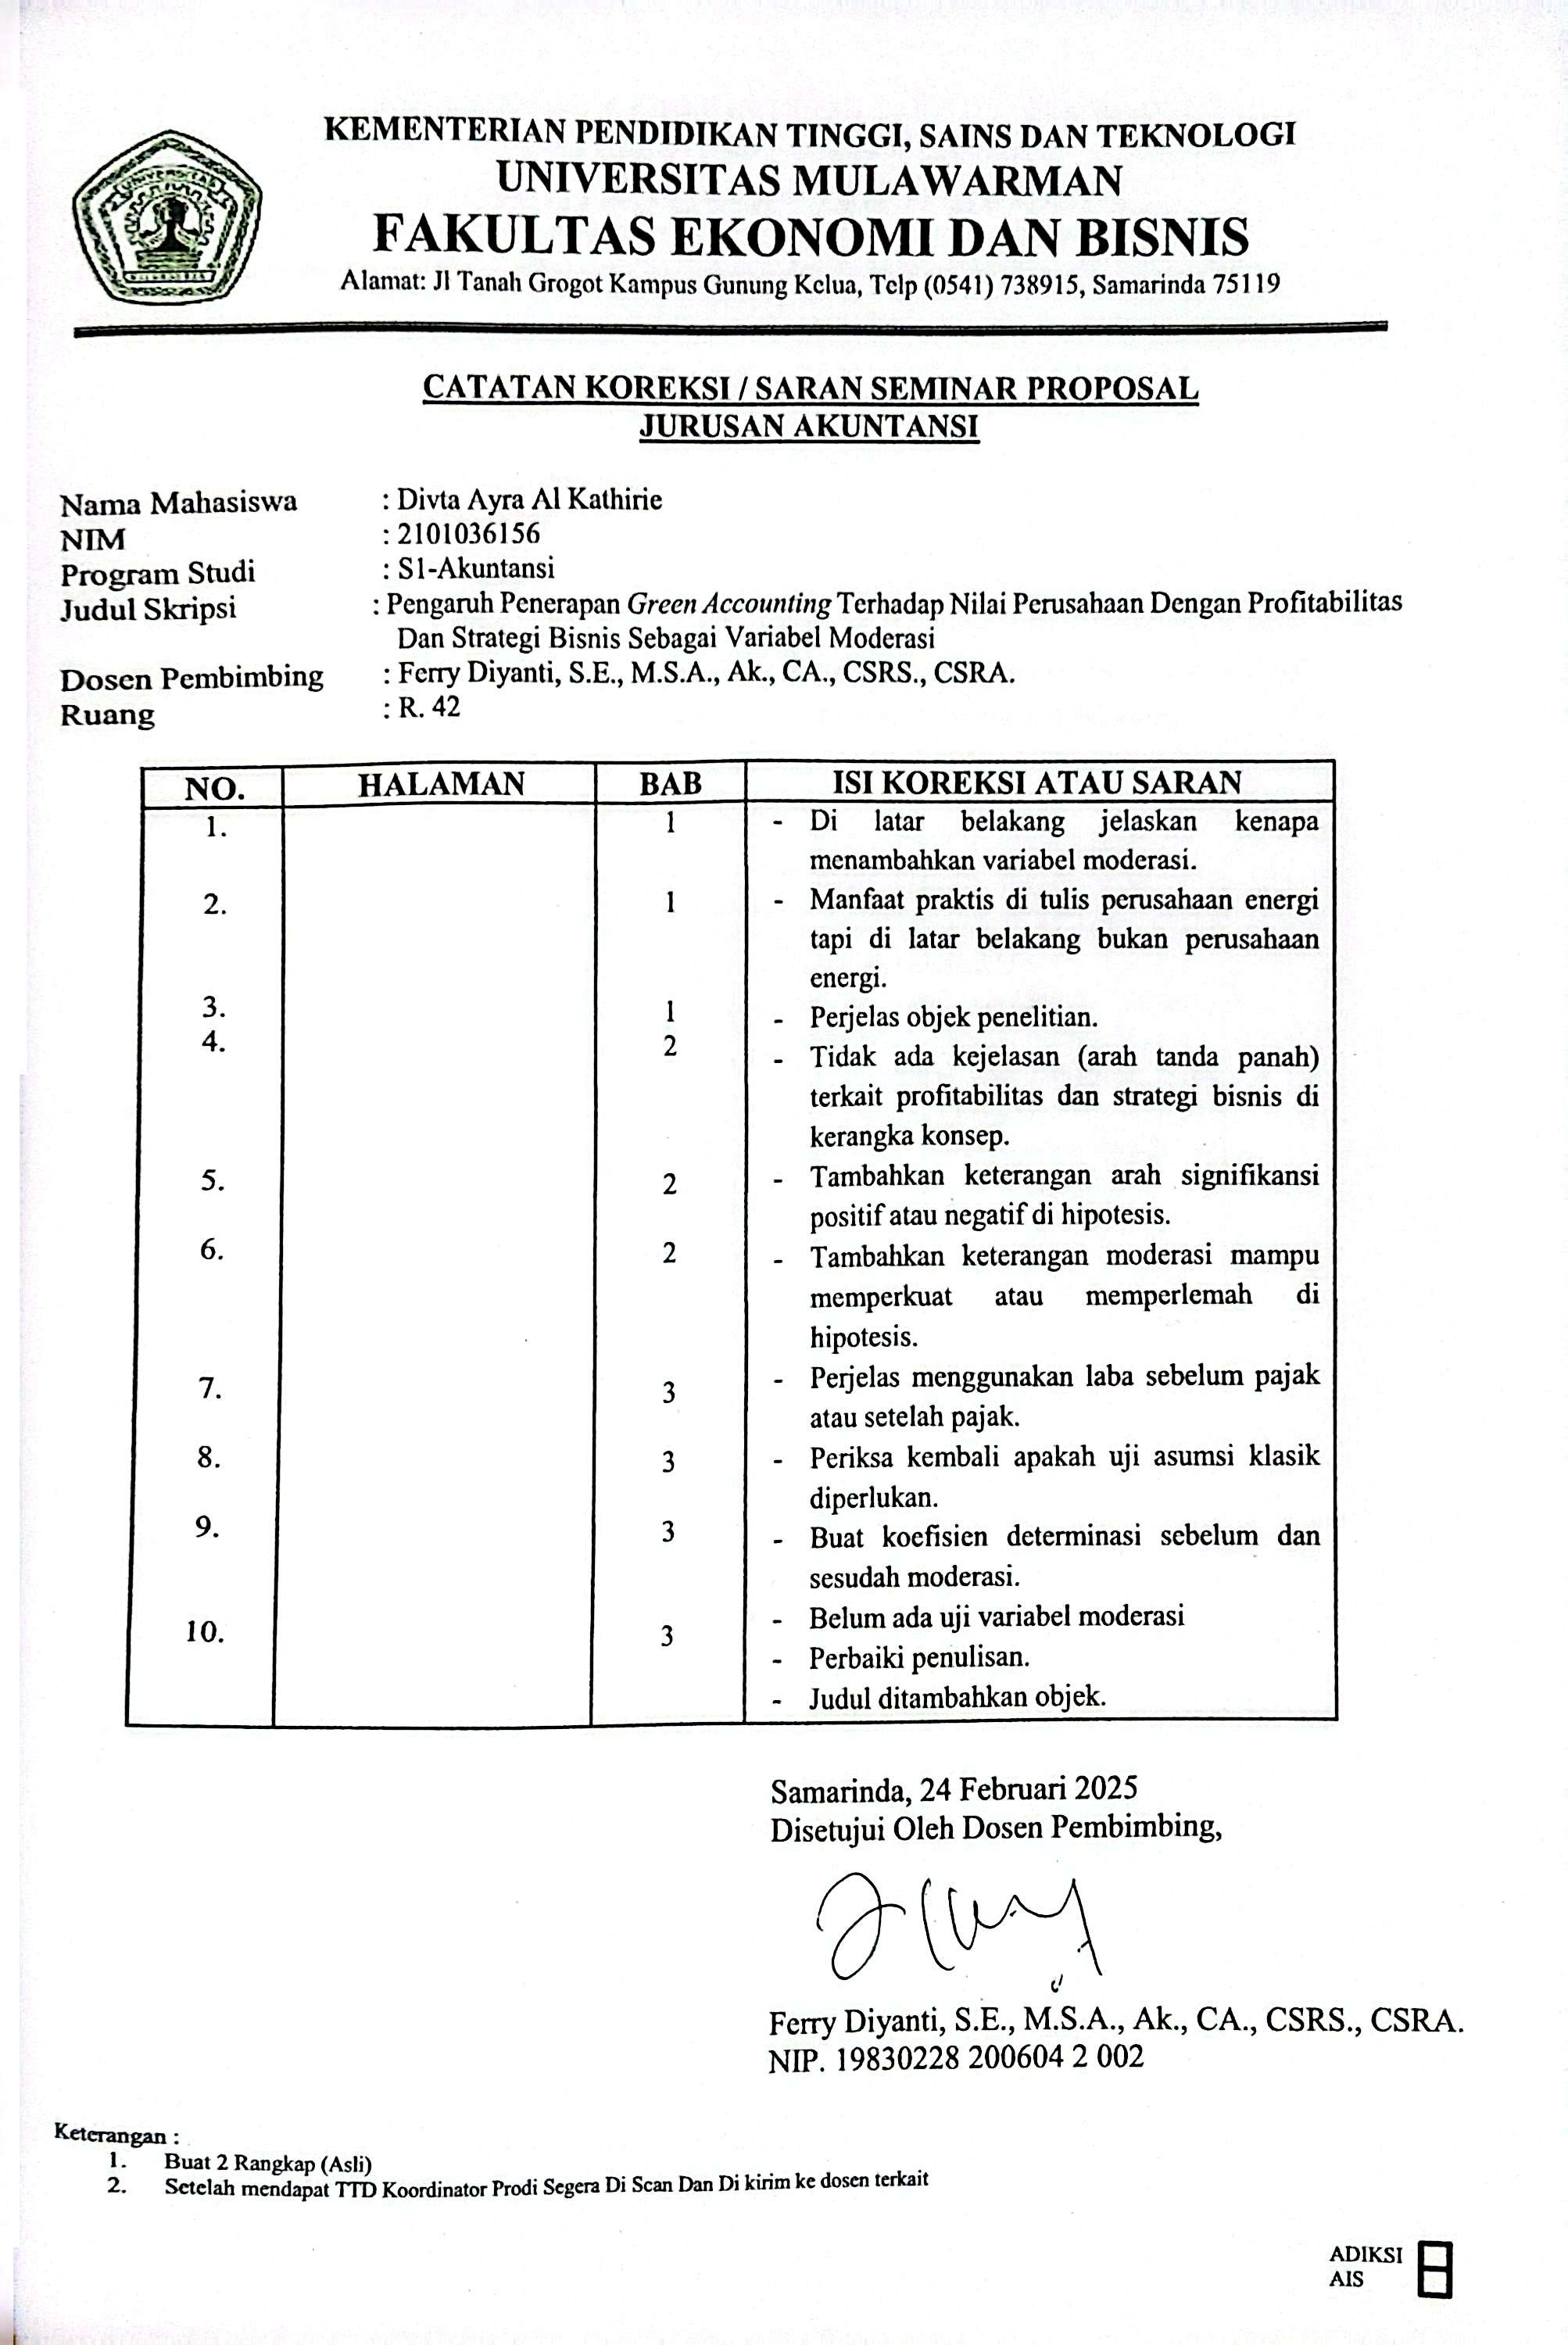 KEMENTERIAN PENDIDIKAN TINGGI, SAINS DAN TEKNOLOGI
UNIVERSITAS MULAWARMAN
FAKULTAS EKONOMI DAN BISNIS
Alamat: Jl Tanah Grogot Kampus Gunung Kelua, Telp (0541) 738915, Samarinda 75119
CATATAN KOREKSI / SARAN SEMINAR PROPOSAL
JURUSAN AKUNTANSI
Nama Mahasiswa : Divta Ayra Al Kathirie
NIM : 2101036156
Program Studi : S1-Akuntansi
Judul Skripsi : Pengaruh Penerapan Green Accounting Terhadap Nilai Perusahaan Dengan Profitabilitas
Dan Strategi Bisnis Sebagai Variabel Moderasi
Dosen Pembimbing : Ferry Diyanti, S.E., M.S.A., Ak., CA., CSRS., CSRA.
Ruang : R. 42
NO. HALAMAN BAB ISI KOREKSI ATAU SARAN
1. 1 - Di latar belakang jelaskan kenapa
menambahkan variabel moderasi.
2. 1 - Manfaat praktis di tulis perusahaan energi
tapi di latar belakang bukan perusahaan
energi.
3. 1 - Perjelas objek penelitian.
4. 2 - Tidak ada kejelasan (arah tanda panah)
terkait profitabilitas dan strategi bisnis di
kerangka konsep.
5. 2 - Tambahkan keterangan arah signifikansi
positif atau negatif di hipotesis.
6. 2 - Tambahkan keterangan moderasi mampu
memperkuat atau memperlemah di
hipotesis.
7. 3 - Perjelas menggunakan laba sebelum pajak
atau setelah pajak.
8. 3 - Periksa kembali apakah uji asumsi klasik
diperlukan.
9. 3 - Buat koefisien determinasi sebelum dan
sesudah moderasi.
10. 3 - Belum ada uji variabel moderasi
- Perbaiki penulisan.
- Judul ditambahkan objek.
Samarinda, 24 Februari 2025
Disetujui Oleh Dosen Pembimbing,
Ferry Diyanti, S.E., M.S.A., Ak., CA., CSRS., CSRA.
NIP. 19830228 200604 2 002
Keterangan :
1. Buat 2 Rangkap (Asli)
2. Setelah mendapat TTD Koordinator Prodi Segera Di Scan Dan Di kirim ke dosen terkait
ADIKSI
AIS